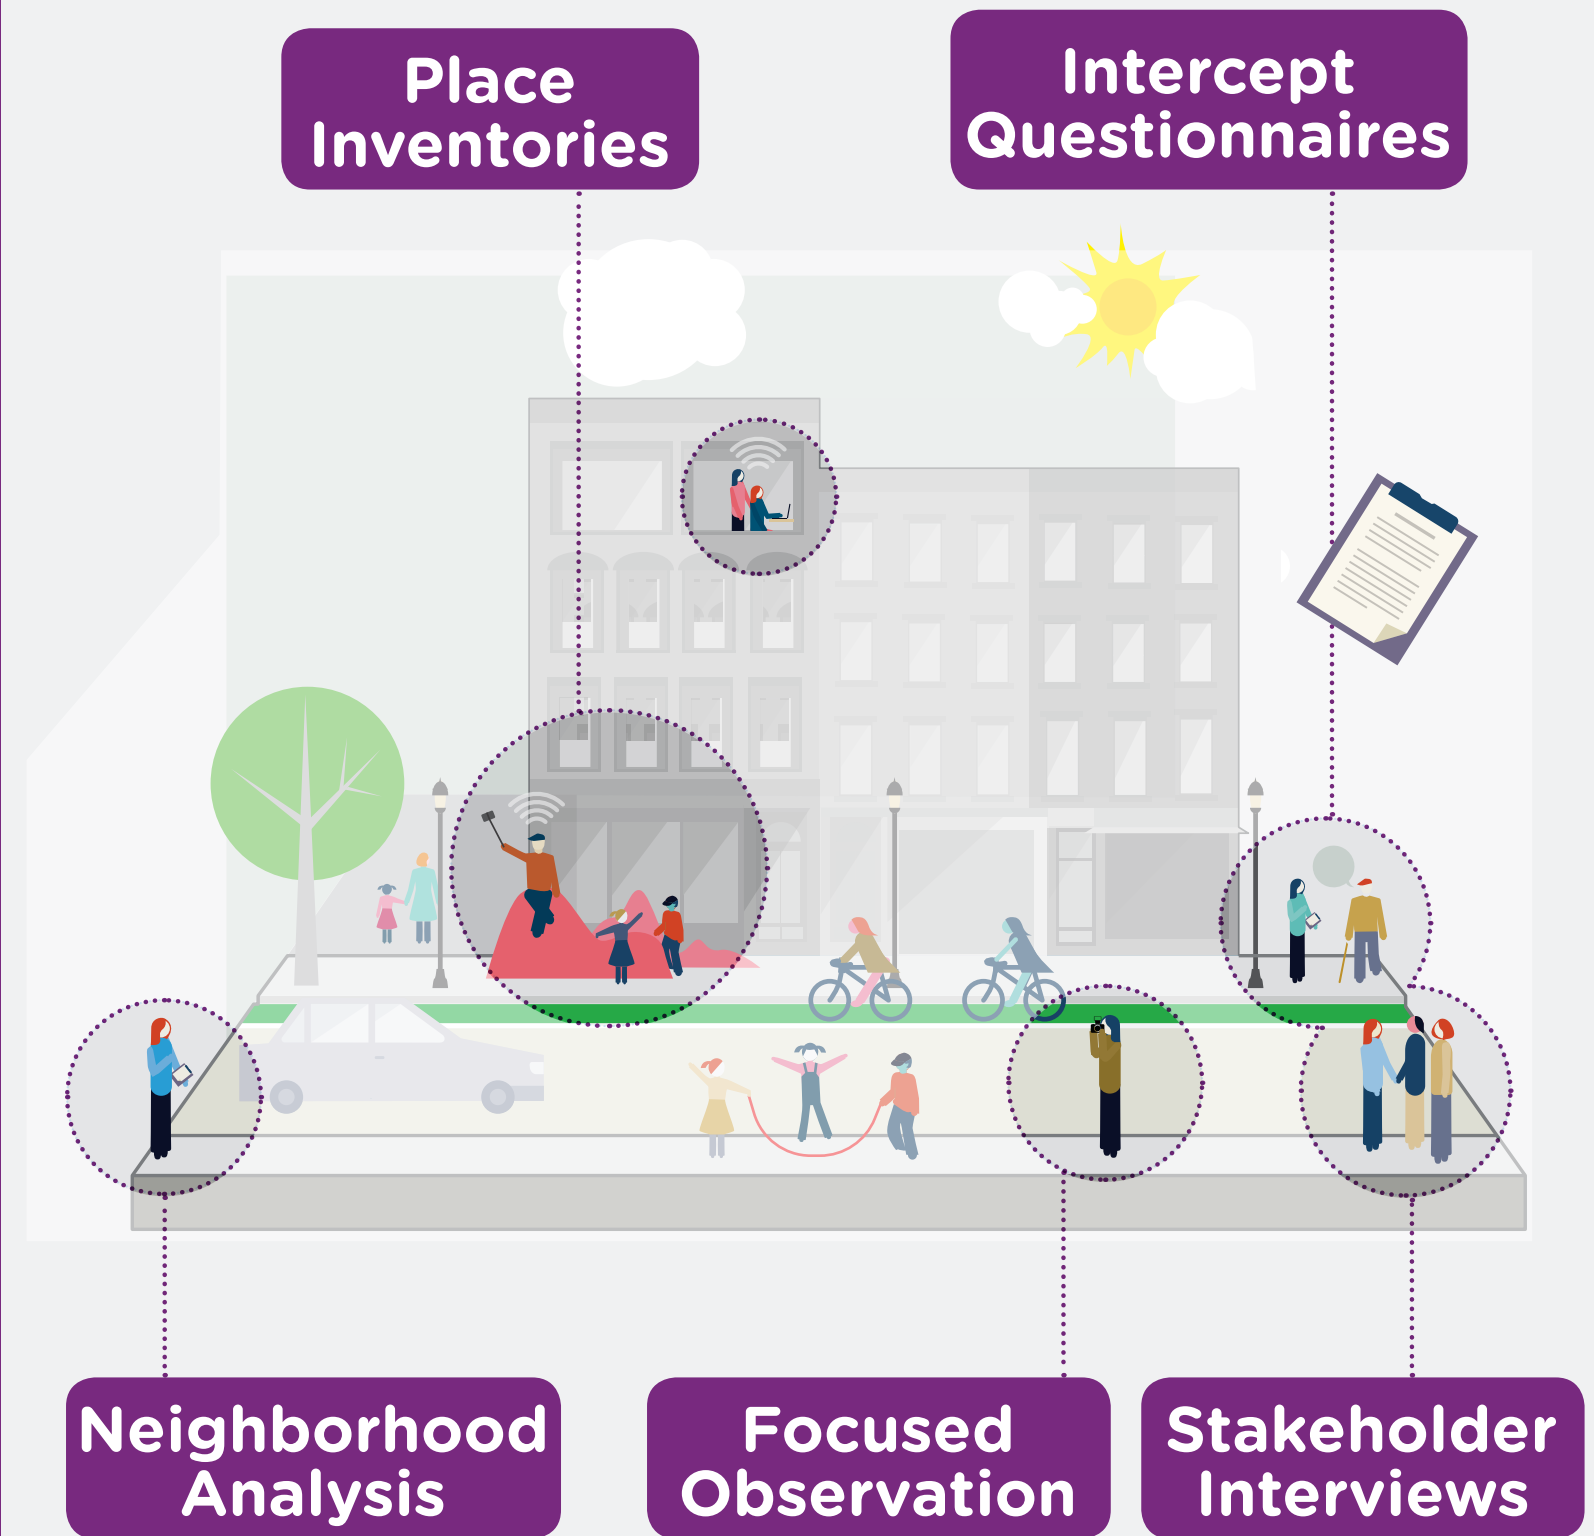 Place
Inventories
Intercept
Questionnaires
Neighborhood
Analysis
Focused
Observation
Stakeholder
Interviews